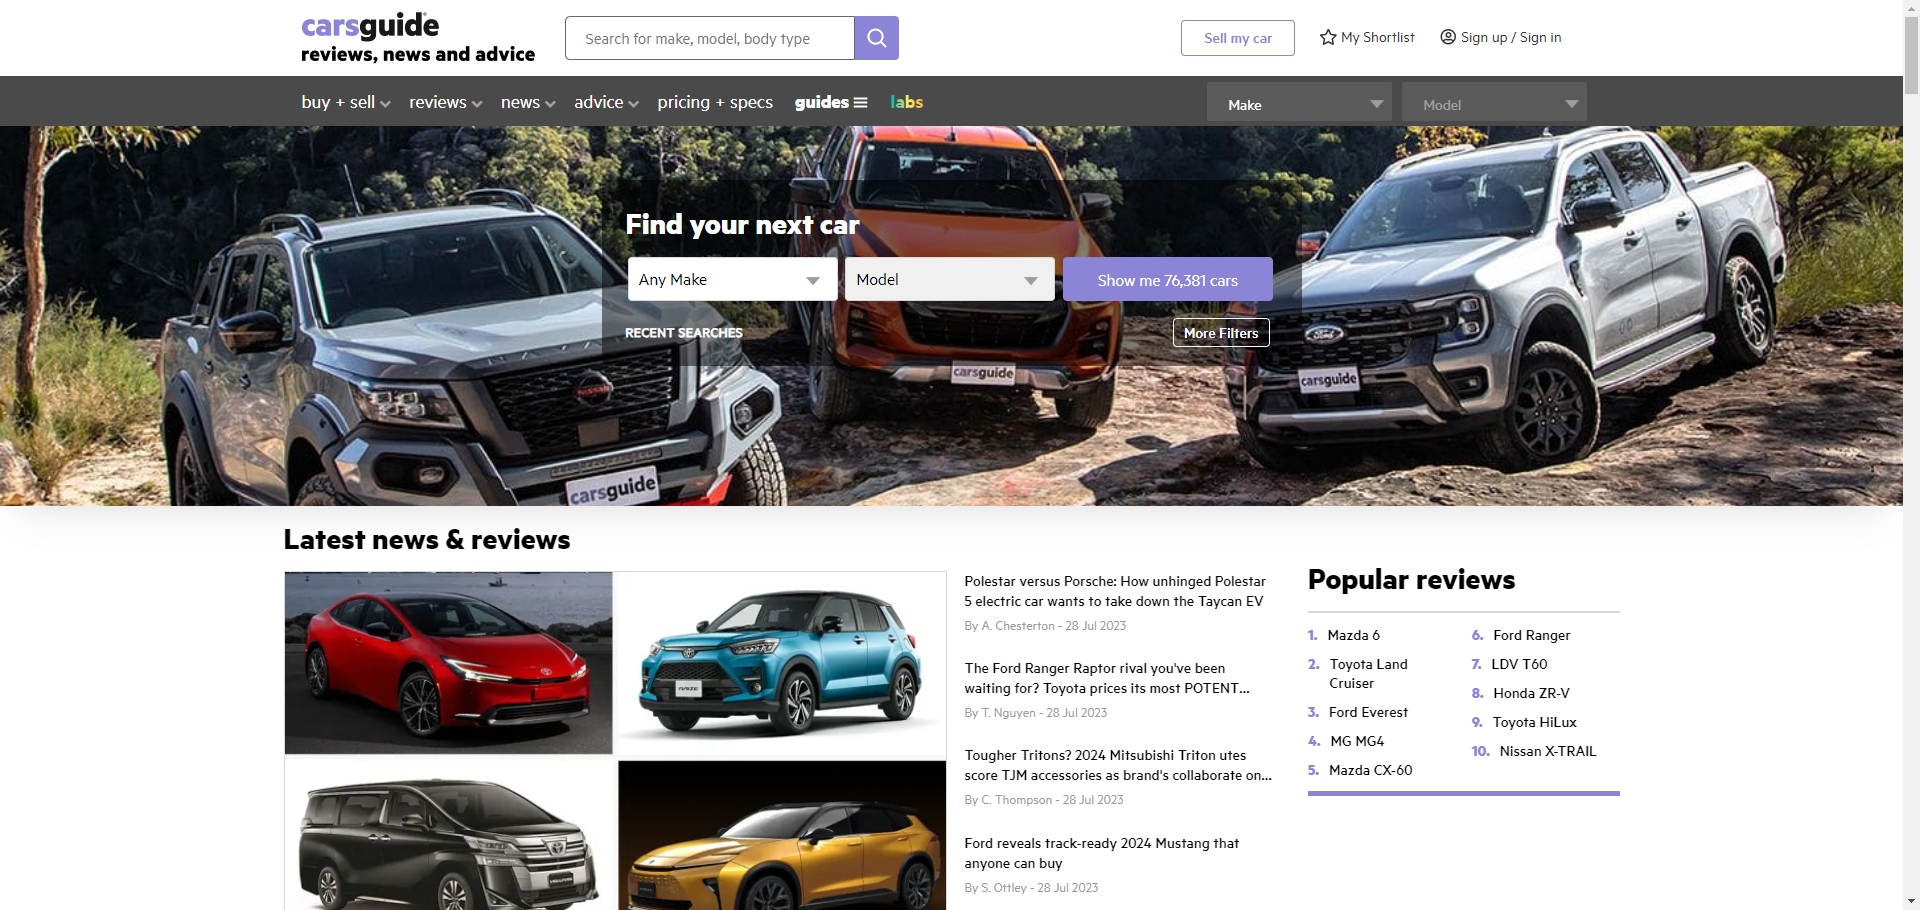 carsguide
reviews, news and advice
Search for make, model, body type
Sell my car
My Shortlist
Sign up / Sign in
buy + sell
reviews
news
advice
pricing + specs
guides
labs
Make
Model
Find your next car
Any Make
Model
Show me 76,381 cars
RECENT SEARCHES
More Filters
NISSAN
carsguide
carsguide
Ford
carsguide
Latest news & reviews
RAIZE
Polestar versus Porsche: How unhinged Polestar
5 electric car wants to take down the Taycan EV
By A. Chesterton - 28 Jul 2023
The Ford Ranger Raptor rival you've been
waiting for? Toyota prices its most POTENT...
By T. Nguyen - 28 Jul 2023
Tougher Tritons? 2024 Mitsubishi Triton utes
score TJM accessories as brand's collaborate on...
By C. Thompson - 28 Jul 2023
Ford reveals track-ready 2024 Mustang that
anyone can buy
By S. Ottley - 28 Jul 2023
Popular reviews
1. Mazda 6
2. Toyota Land
Cruiser
3. Ford Everest
4. MG MG4
5. Mazda CX-60
6. Ford Ranger
7. LDV T60
8. Honda ZR-V
9. Toyota HiLux
10. Nissan X-TRAIL